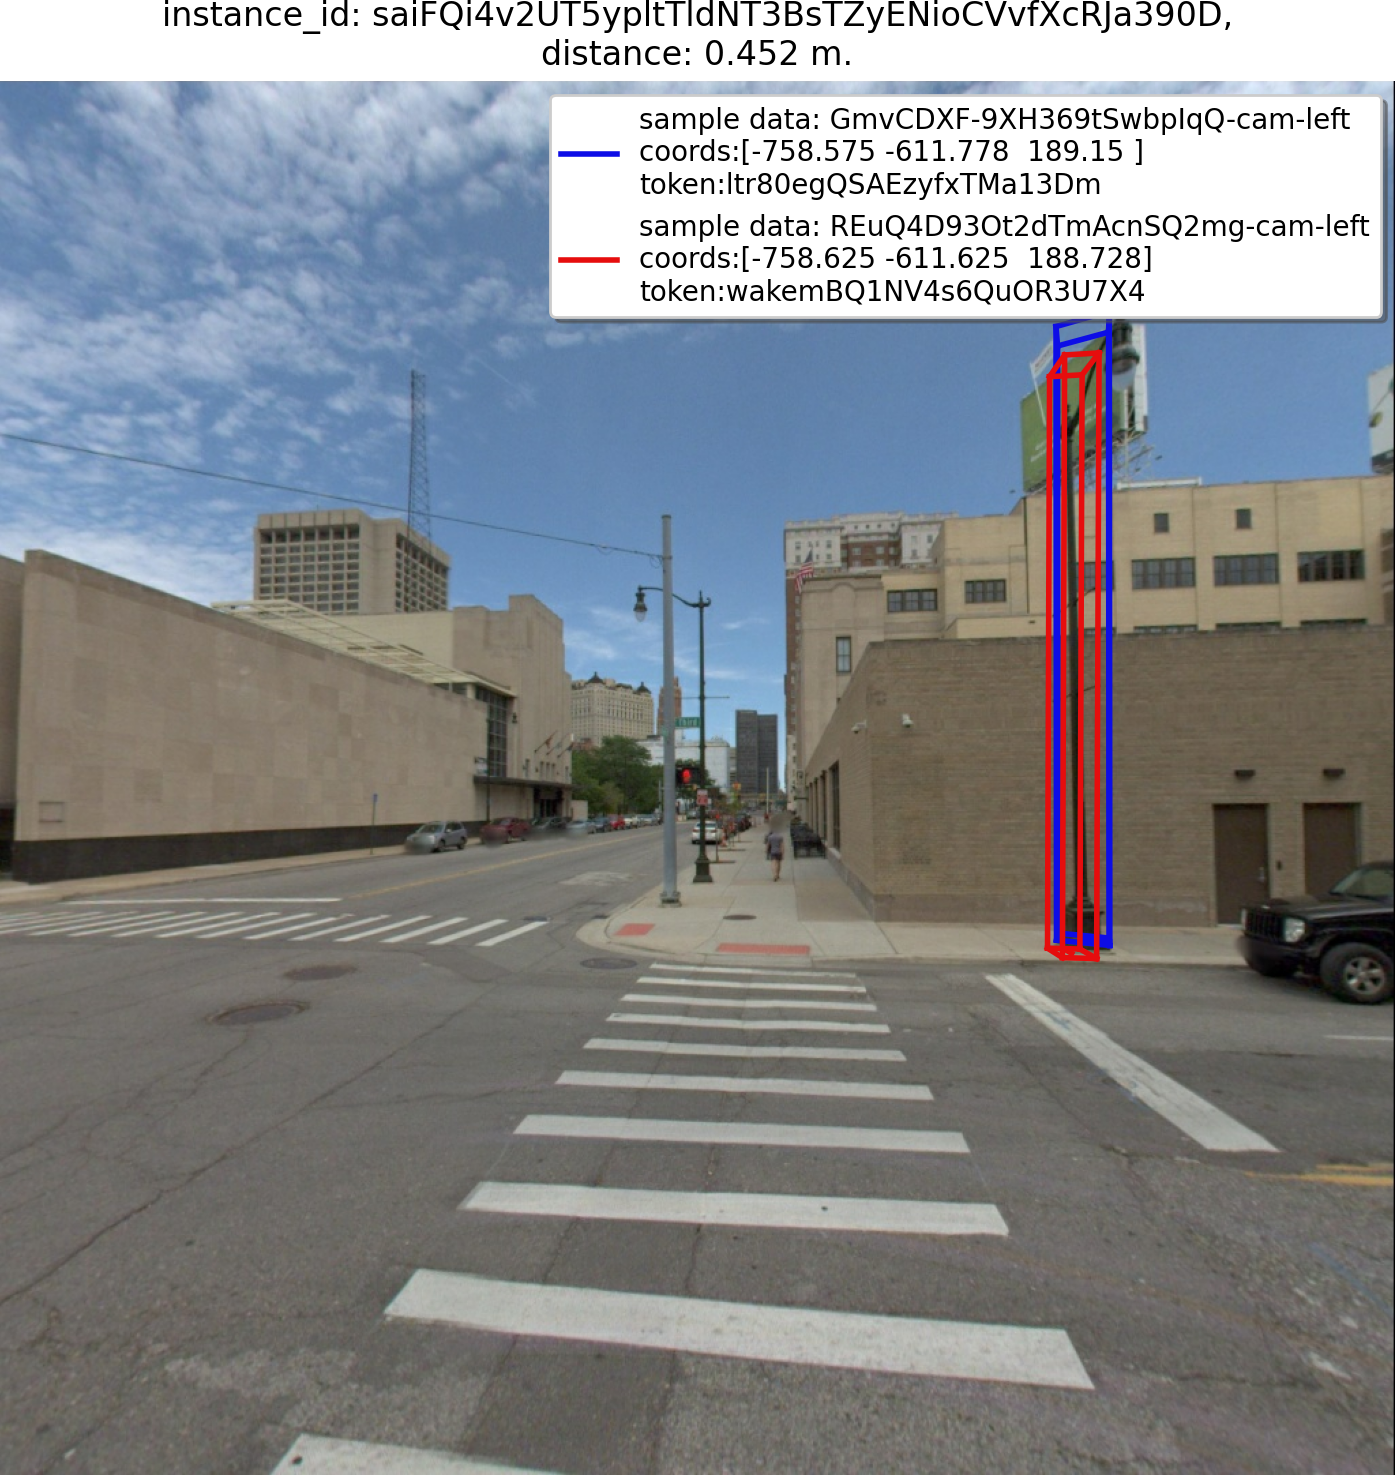 instance_id: saiFQi4v2UT5ypltTldNT3BsTZyENioCVvfXcRJa390D,
distance: 0.452 m.
sample data: GmvCDXF-9XH369tSwbpIqQ-cam-left
coords:[-758.575 -611.778  189.15 ]
token:ltr80egQSAEzyfxTMa13Dm
sample data: REuQ4D93Ot2dTmAcnSQ2mg-cam-left
coords:[-758.625 -611.625  188.728]
token:wakemBQ1NV4s6QuOR3U7X4
Third